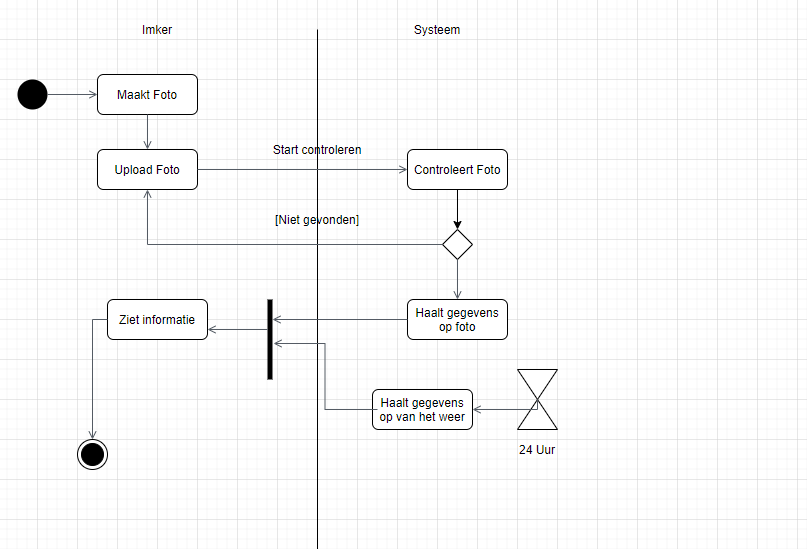 Imker
Systeem
Maakt Foto
Start controleren
Upload Foto
Controleert Foto
[Niet gevonden]
Ziet informatie
Haalt gegevens
op foto
Haalt gegevens
op van het weer
24 Uur